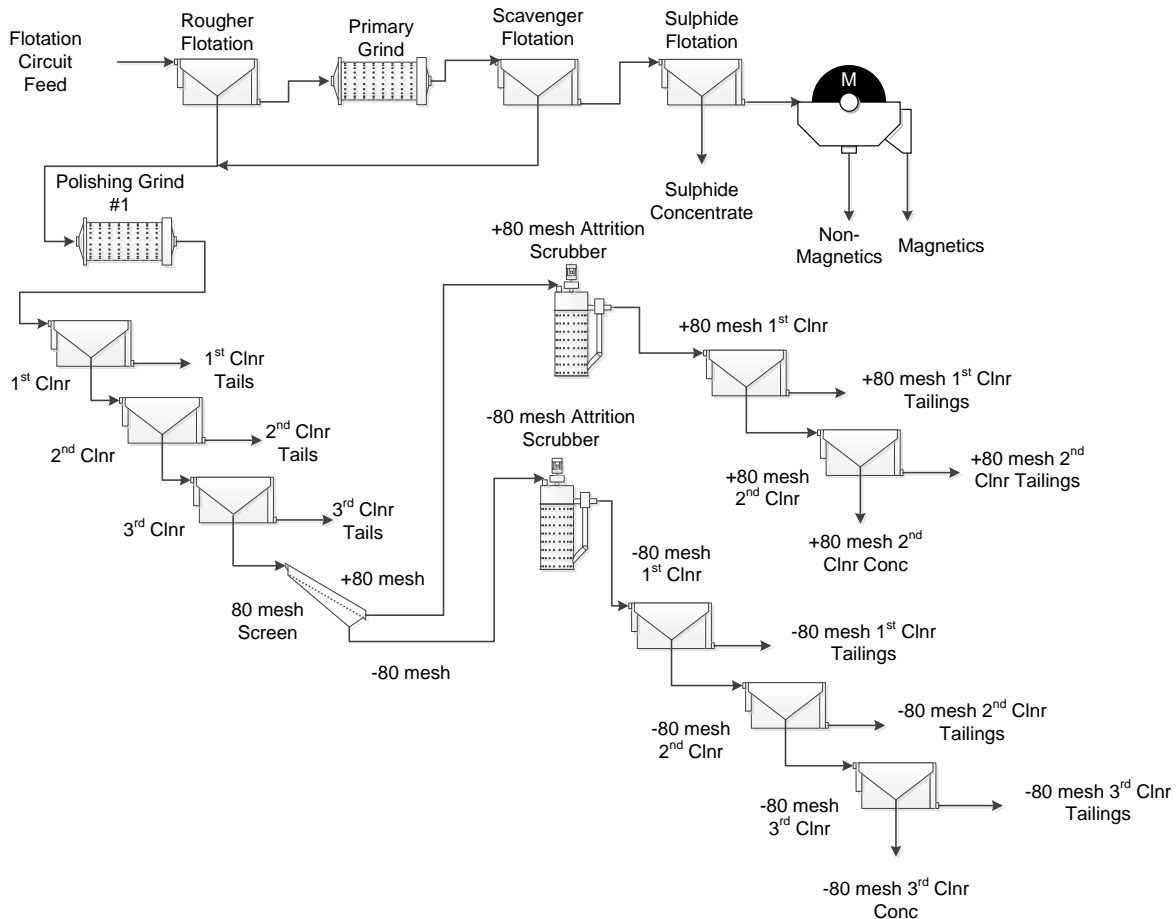 Flotation
Circuit
Feed
Rougher
Flotation
Primary
Grind
Scavenger
Flotation
Sulphide
Flotation
M
Sulphide
Concentrate
Non-
Magnetics
Magnetics
Polishing Grind
#1
+80 mesh Attrition
Scrubber
1st Clnr
1st Clnr
Tails
2nd Clnr
2nd Clnr
Tails
3rd Clnr
3rd Clnr
Tails
80 mesh
Screen
+80 mesh
-80 mesh
+80 mesh 1st Clnr
+80 mesh 1st Clnr
Tailings
+80 mesh
2nd Clnr
+80 mesh 2nd
Clnr Tailings
+80 mesh 2nd
Clnr Conc
-80 mesh Attrition
Scrubber
-80 mesh
1st Clnr
-80 mesh 1st Clnr
Tailings
-80 mesh
2nd Clnr
-80 mesh 2nd Clnr
Tailings
-80 mesh
3rd Clnr
-80 mesh 3rd Clnr
Tailings
-80 mesh 3rd Clnr
Conc